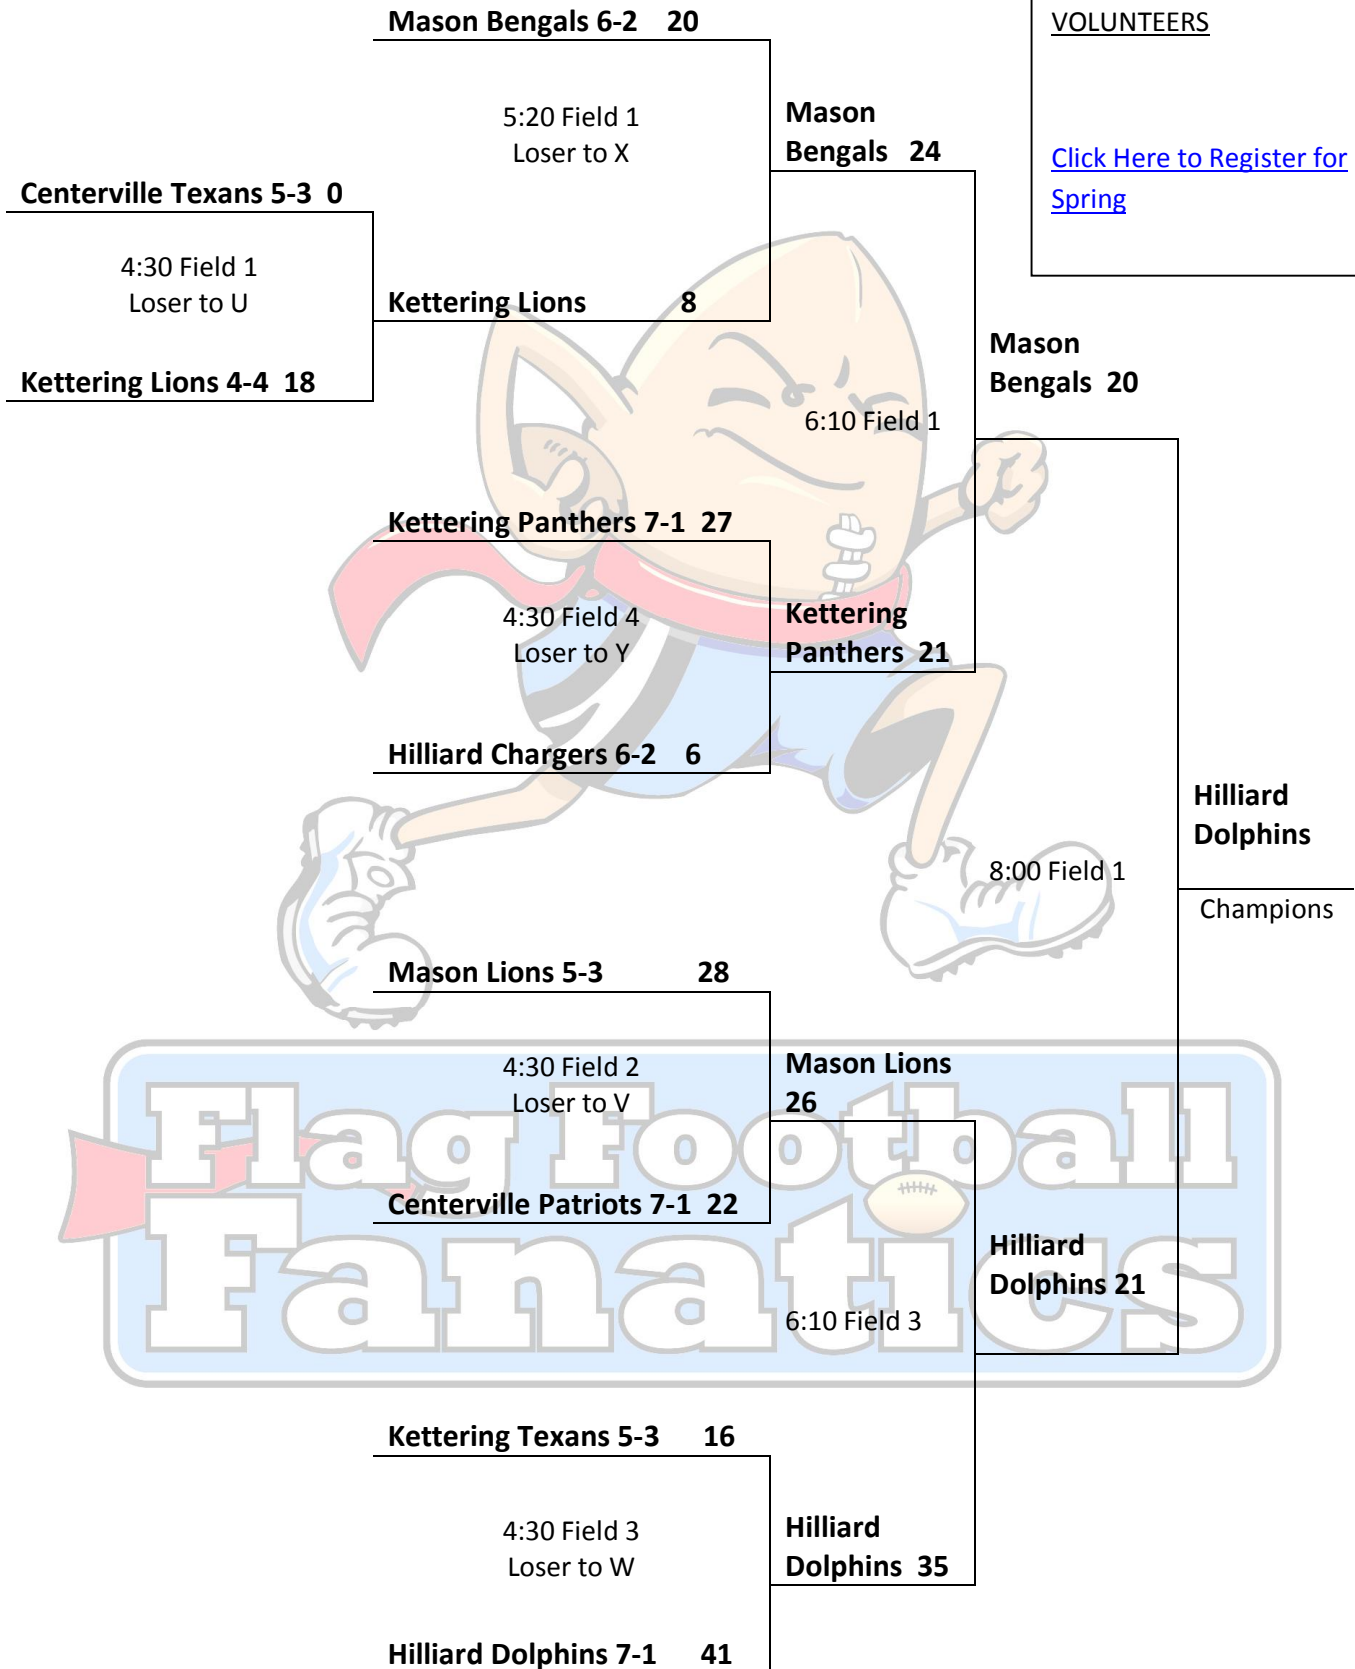 Mason Bengals 6-2 20
VOLUNTEERS
5:20 Field 1
Loser to X
Mason
Bengals 24
Click Here to Register for
Spring
Centerville Texans 5-3 0
4:30 Field 1
Loser to U
Kettering Lions 8
Kettering Lions 4-4 18
Mason
Bengals 20
6:10 Field 1
Kettering Panthers 7-1 27
4:30 Field 4
Loser to Y
Kettering
Panthers 21
Hilliard Chargers 6-2 6
Hilliard
Dolphins
8:00 Field 1
Champions
Mason Lions 5-3 28
4:30 Field 2
Loser to V
Mason Lions
26
Flag Football
Fanatics
Centerville Patriots 7-1 22
Hilliard
Dolphins 21
6:10 Field 3
Kettering Texans 5-3 16
4:30 Field 3
Loser to W
Hilliard
Dolphins 35
Hilliard Dolphins 7-1 41